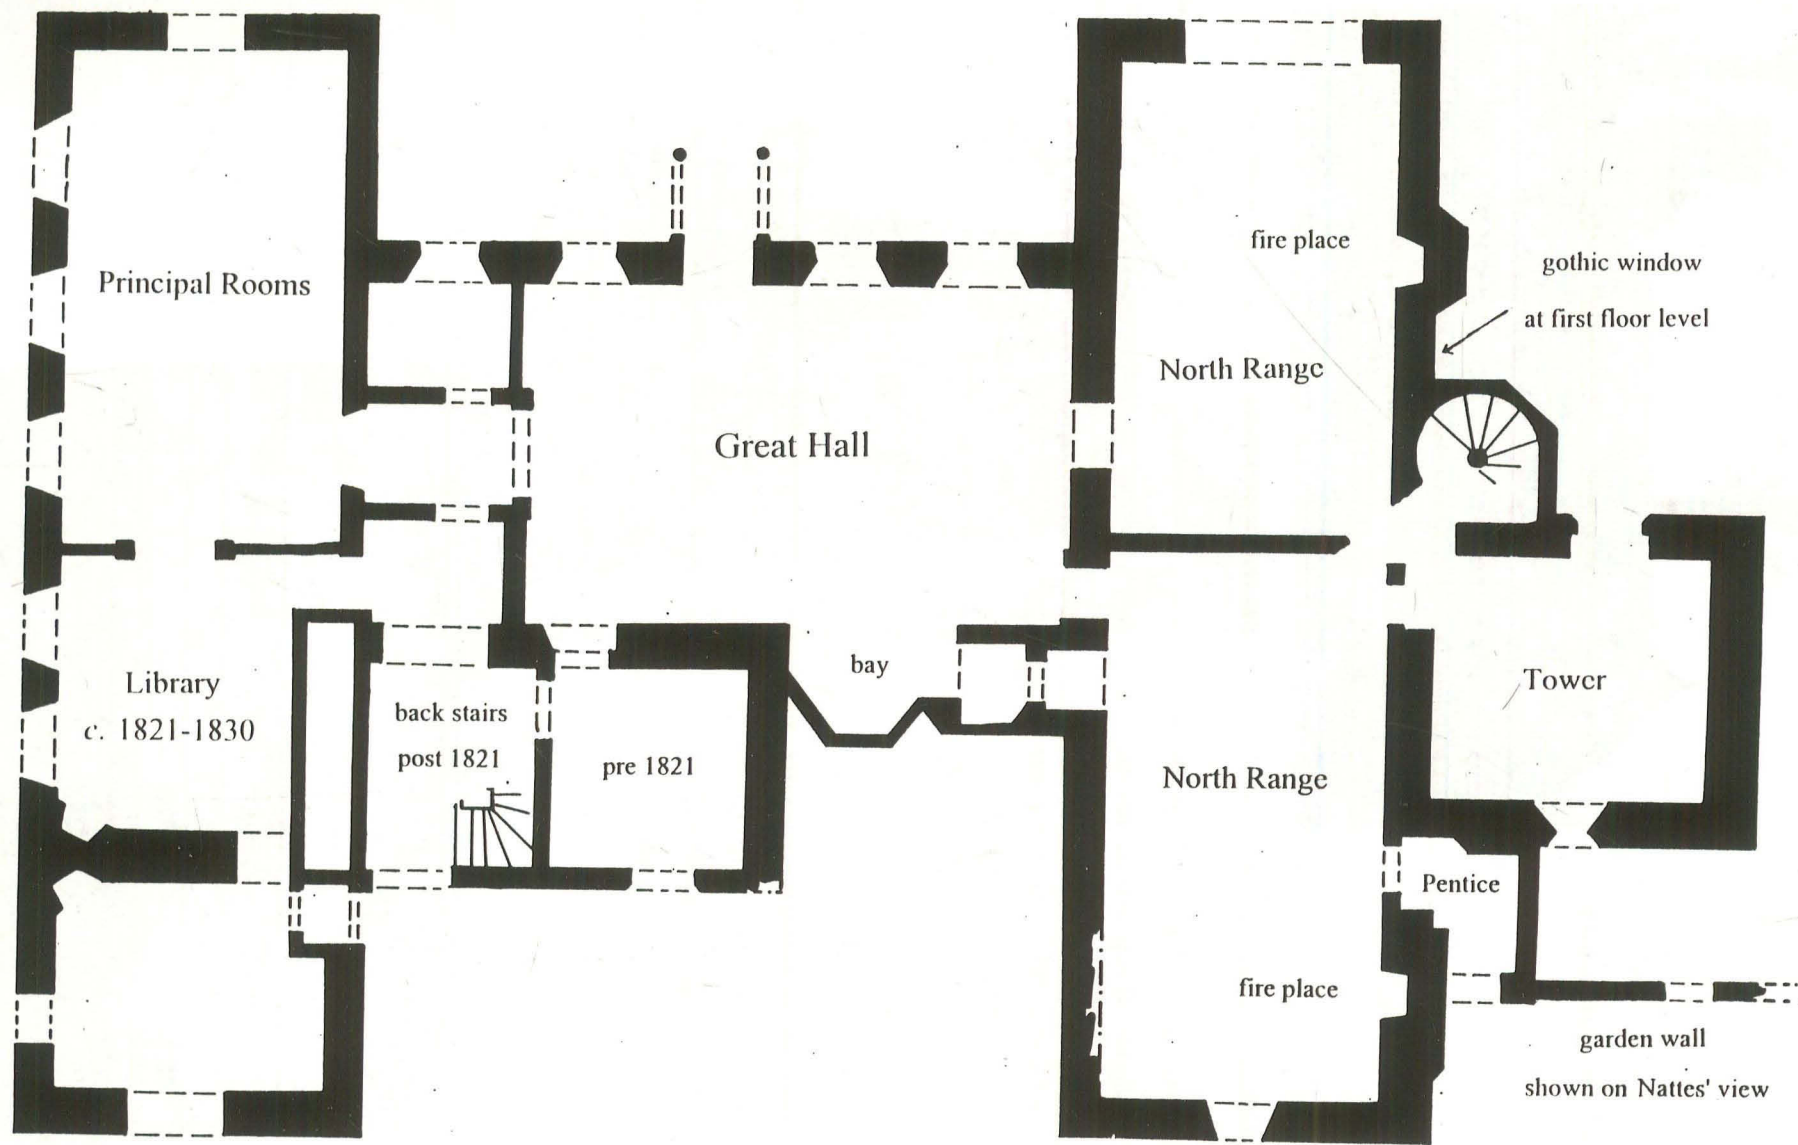 fire place
gothic window
at first floor level
Principal Rooms
North Range
Great Hall
bay
Library
c. 1821-1830
back stairs
post 1821
pre 1821
Tower
North Range
Pentice
fire place
garden wall
shown on Nattes' view